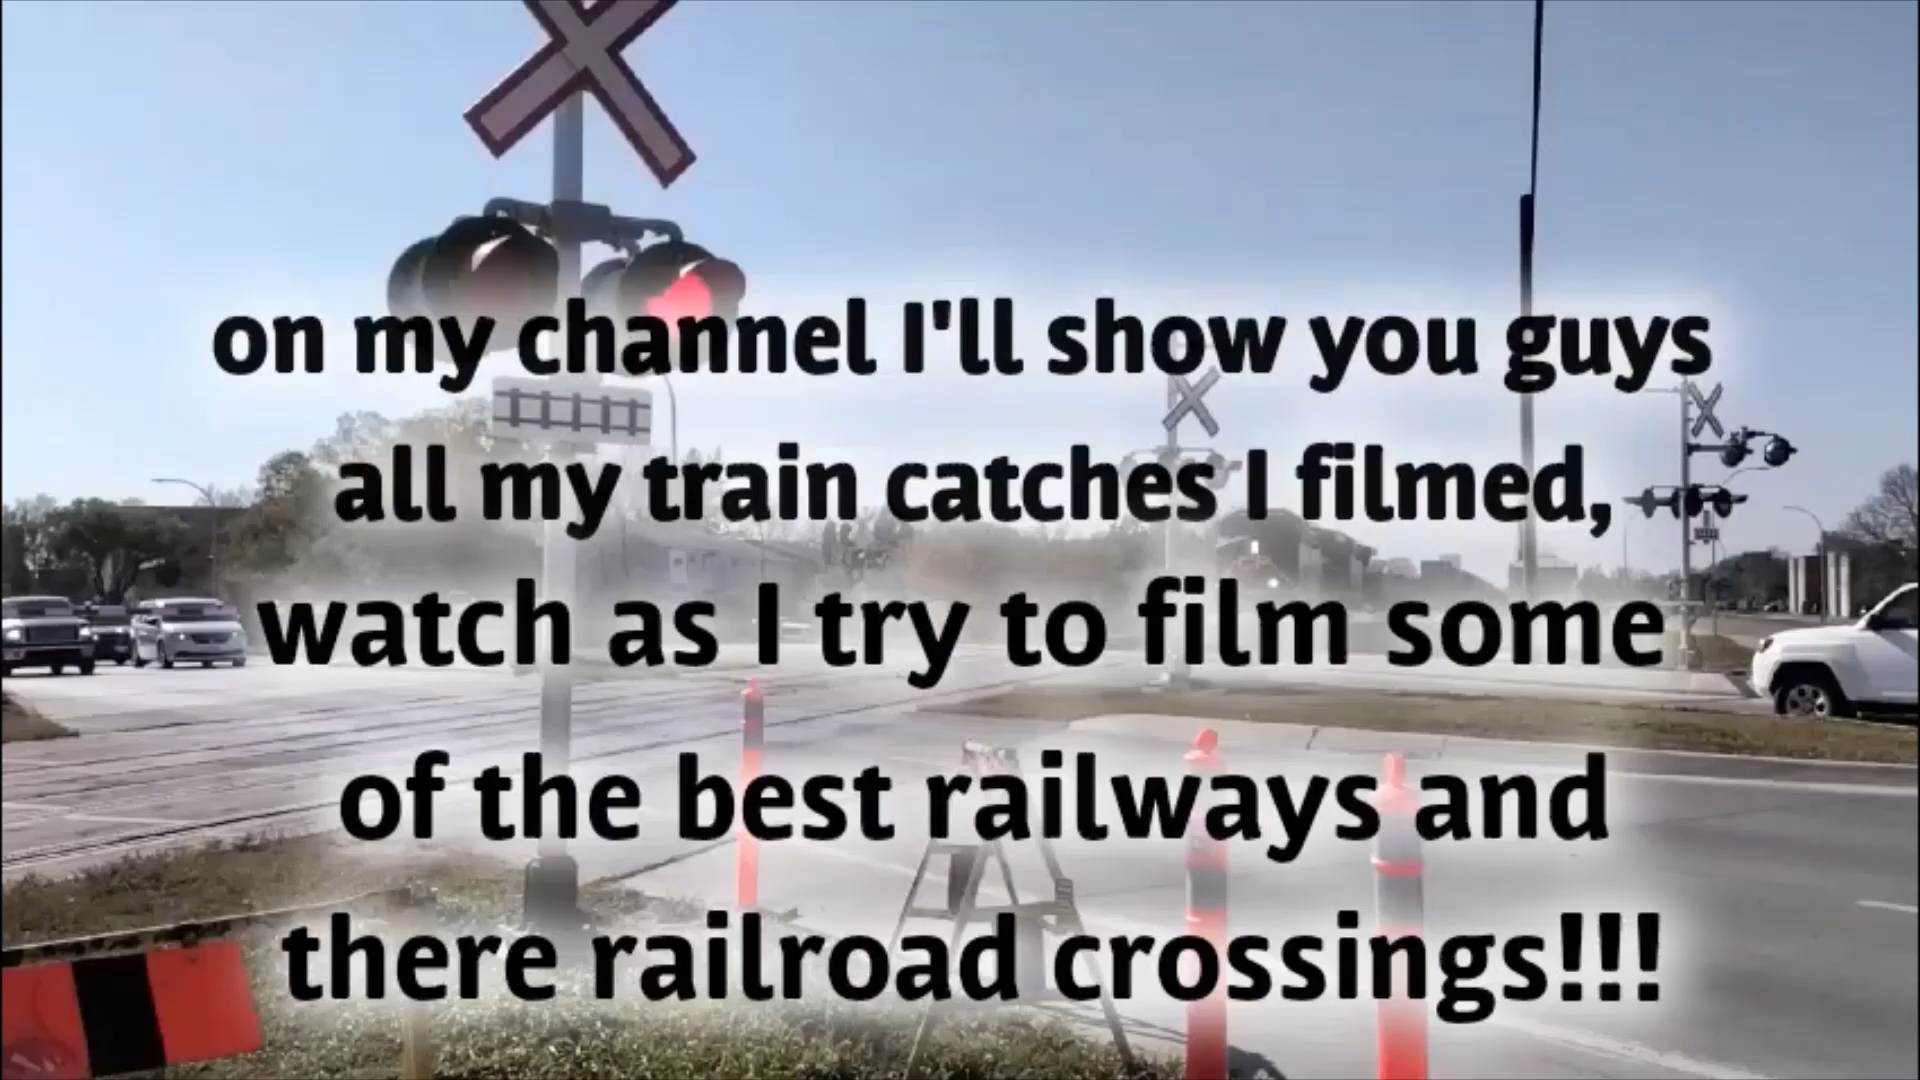 on my channel I'll show you guys
all my train catches I filmed,
watch as I try to film some
of the best railways and
there railroad crossings!!!